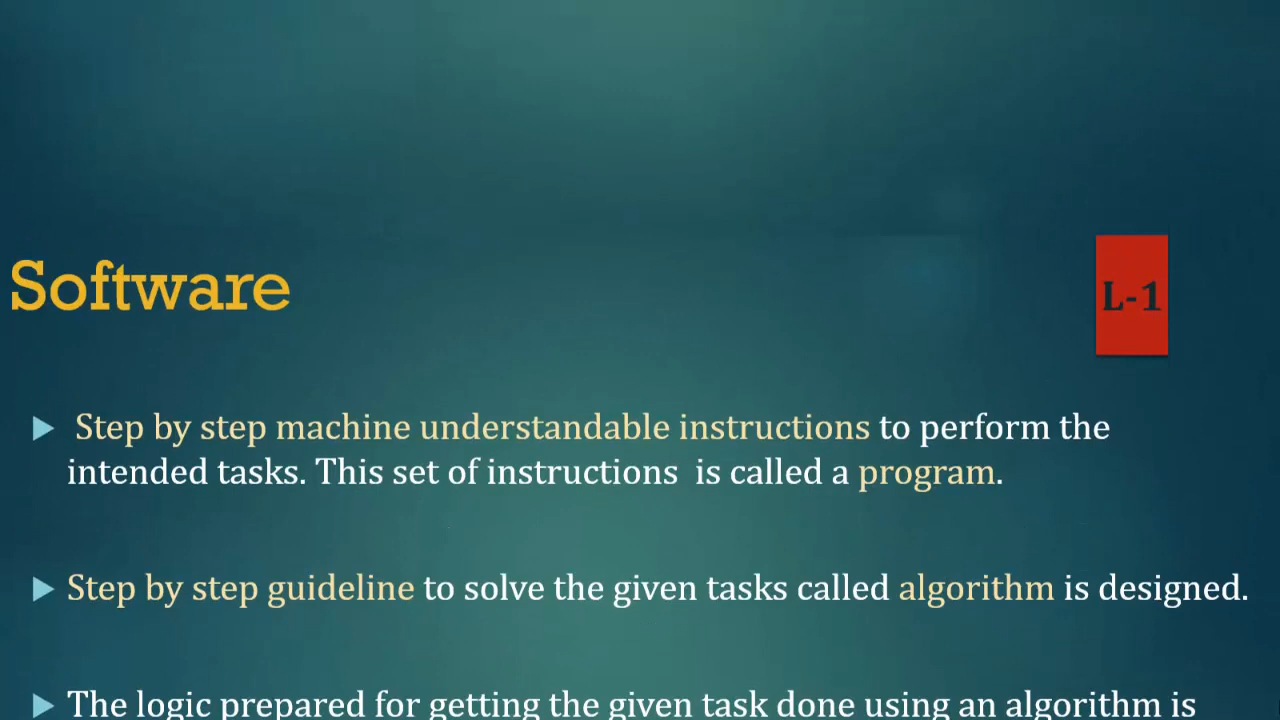 Software
L-1
Step by step machine understandable instructions to perform the
intended tasks. This set of instructions  is called a program.
Step by step guideline to solve the given tasks called algorithm is designed.
The logic prepared for getting the given task done using an algorithm is